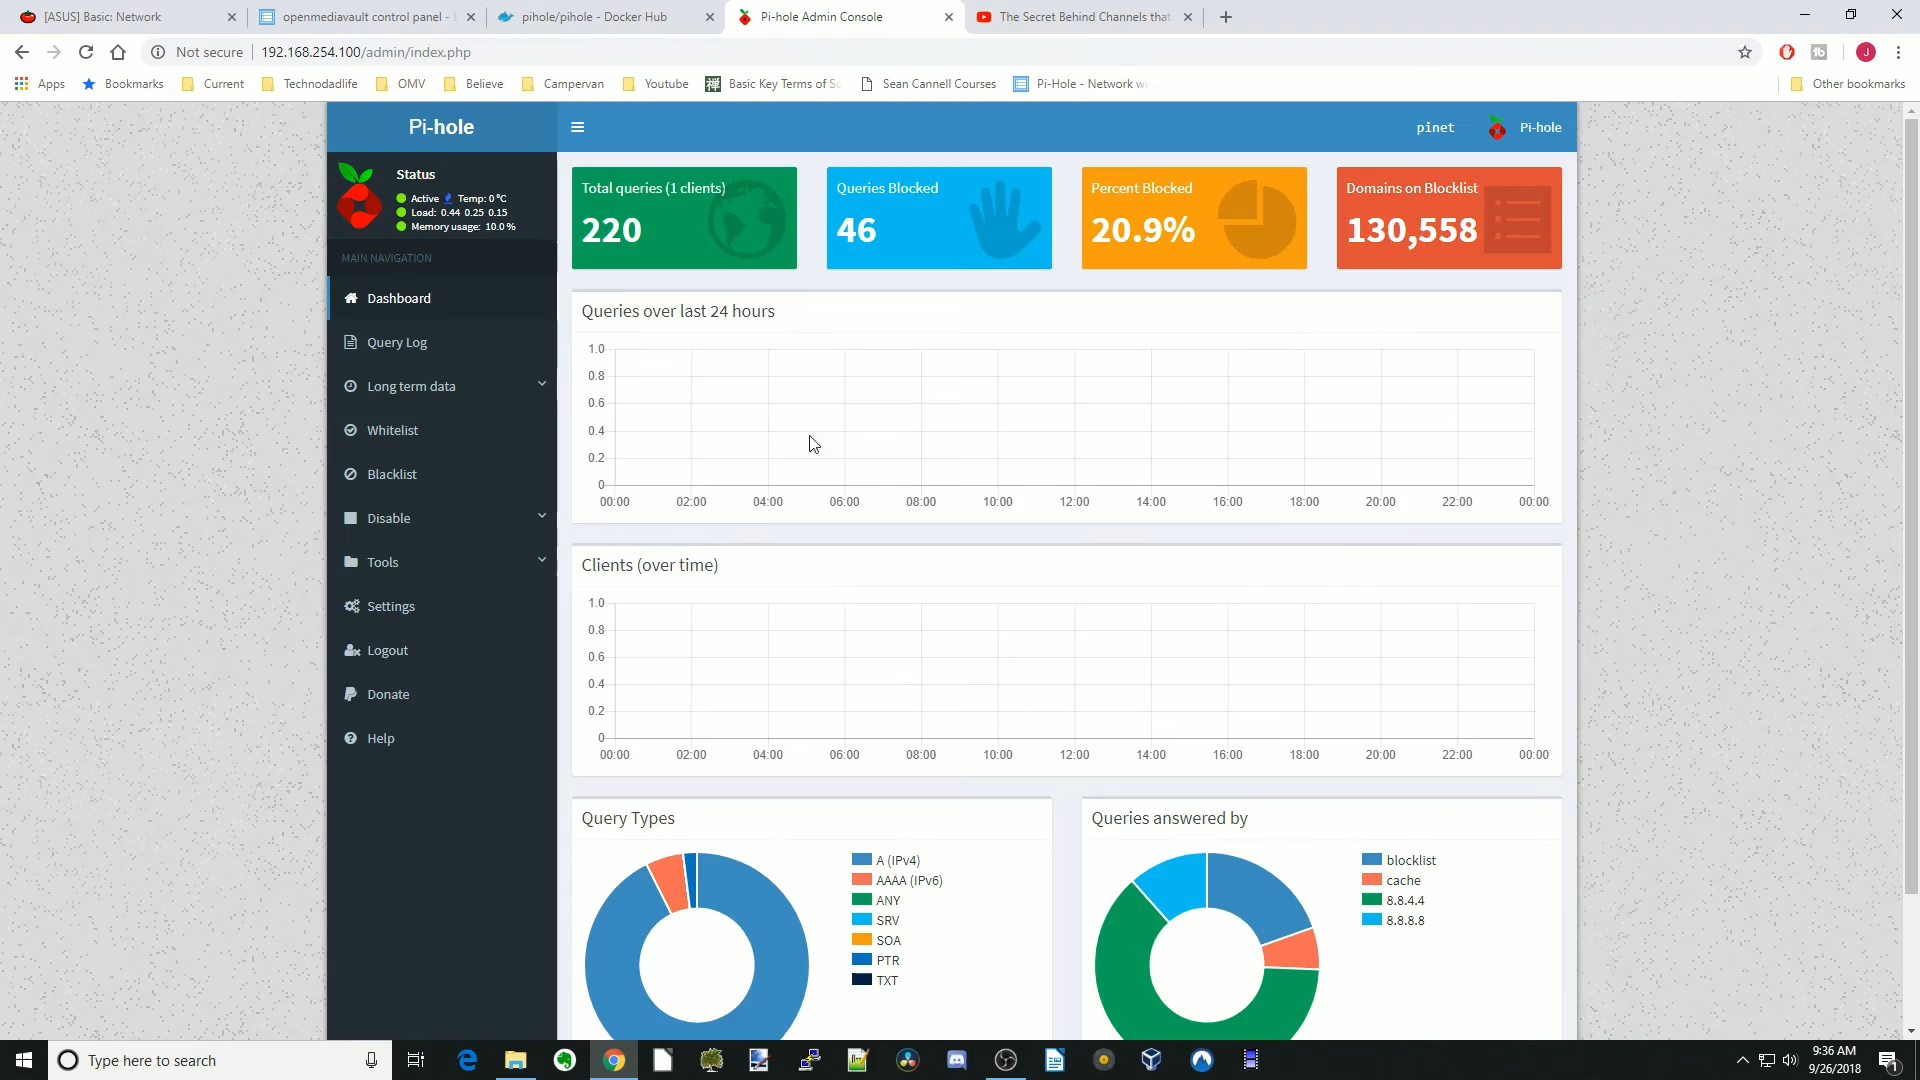 [ASUS] Basic: Network
openmediavault control panel -
pihole/pihole - Docker Hub
Pi-hole Admin Console
The Secret Behind Channels that
Not secure
192.168.254.100/admin/index.php
Apps
Bookmarks
Current
Technodadlife
OMV
Believe
Campervan
Youtube
Basic Key Terms of Sc
Sean Cannell Courses
Pi-Hole - Network wi
Other bookmarks
Pi-hole
pinet
Pi-hole
Status
Active Temp: 0 °C
Load: 0.44 0.25 0.15
Memory usage: 10.0 %
MAIN NAVIGATION
Dashboard
Query Log
Long term data
Whitelist
Blacklist
Disable
Tools
Settings
Logout
Donate
Help
Total queries (1 clients)
220
Queries Blocked
46
Percent Blocked
20.9%
Domains on Blocklist
130,558
Queries over last 24 hours
1.0
0.8
0.6
0.4
0.2
0
00:00 02:00 04:00 06:00 08:00 10:00 12:00 14:00 16:00 18:00 20:00 22:00 00:00
Clients (over time)
1.0
0.8
0.6
0.4
0.2
0
00:00 02:00 04:00 06:00 08:00 10:00 12:00 14:00 16:00 18:00 20:00 22:00 00:00
Query Types
A (IPv4)
AAAA (IPv6)
ANY
SRV
SOA
PTR
TXT
Queries answered by
blocklist
cache
8.8.4.4
8.8.8.8
Type here to search
9:36 AM
9/26/2018
1